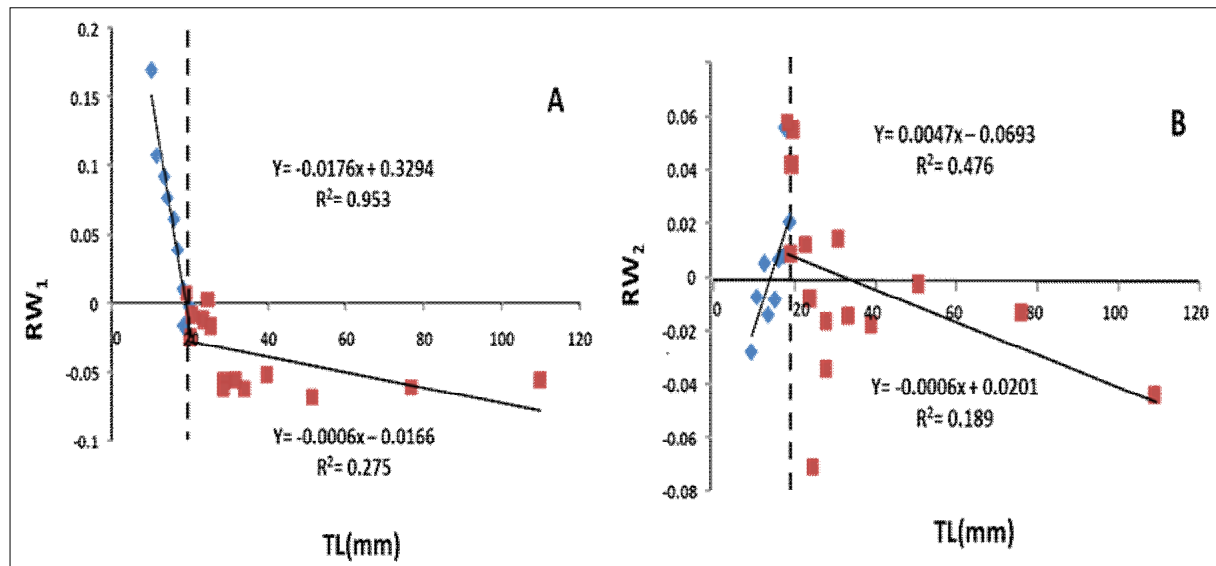 A
0.2
0.15
0.1
0.05
0
-0.05
-0.1
0 20 40 60 80 100 120
Y= -0.0176x+ 0.3294
R²= 0.953
Y= -0.0006x– 0.0166
R²= 0.275
RW₁
TL(mm)
B
0.06
0.04
0.02
0
-0.02
-0.04
-0.06
-0.08
0 20 40 60 80 100 120
Y= 0.0047x– 0.0693
R²= 0.476
Y= -0.0006x+ 0.0201
R²= 0.189
RW₂
TL(mm)